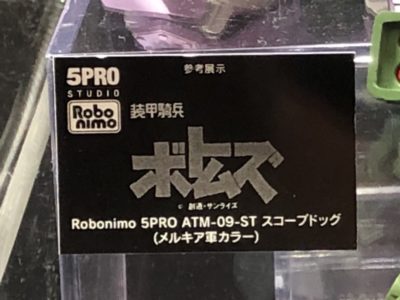 参考展示
5PRO
STUDIO
Robo
nimo
装甲騎兵
ボトムズ
© 創通・サンライズ
Robonimo 5PRO ATM-09-ST スコープドッグ
(メルキア軍カラー)